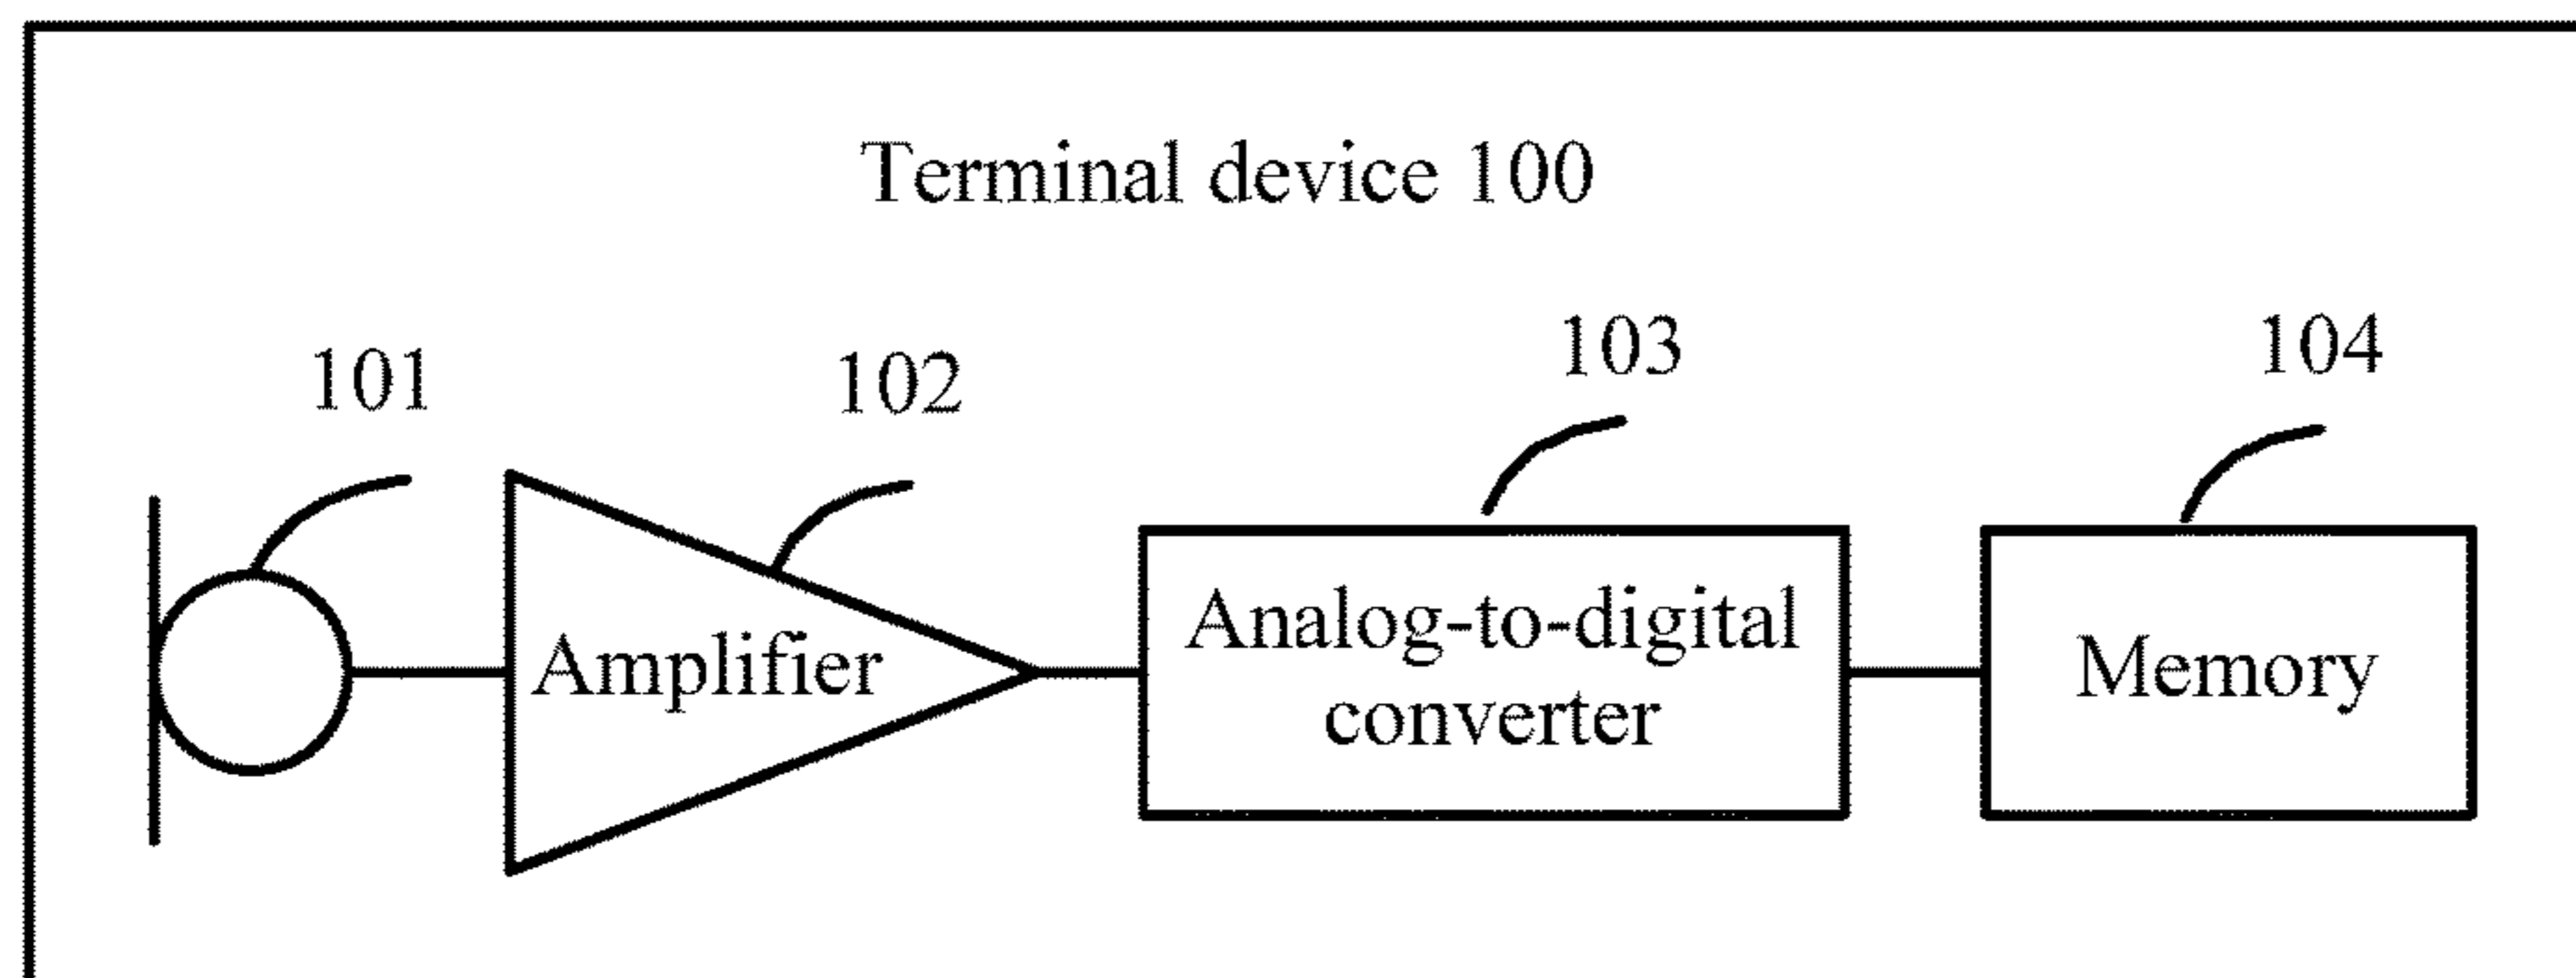 Terminal device 100
101
102
103
104
Amplifier
Analog-to-digital
converter
Memory